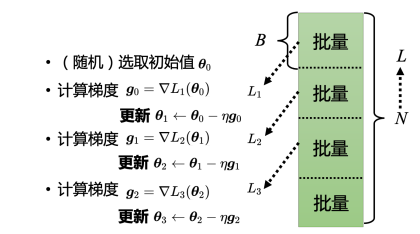 • （随机）选取初始值 θ₀
• 计算梯度 g₀ = ∇L₁(θ₀)
更新 θ₁ ← θ₀ − ηg₀
• 计算梯度 g₁ = ∇L₂(θ₁)
更新 θ₂ ← θ₁ − ηg₁
• 计算梯度 g₂ = ∇L₃(θ₂)
更新 θ₃ ← θ₂ − ηg₂
B
L₁
L₂
L₃
批量
批量
批量
批量
L
N